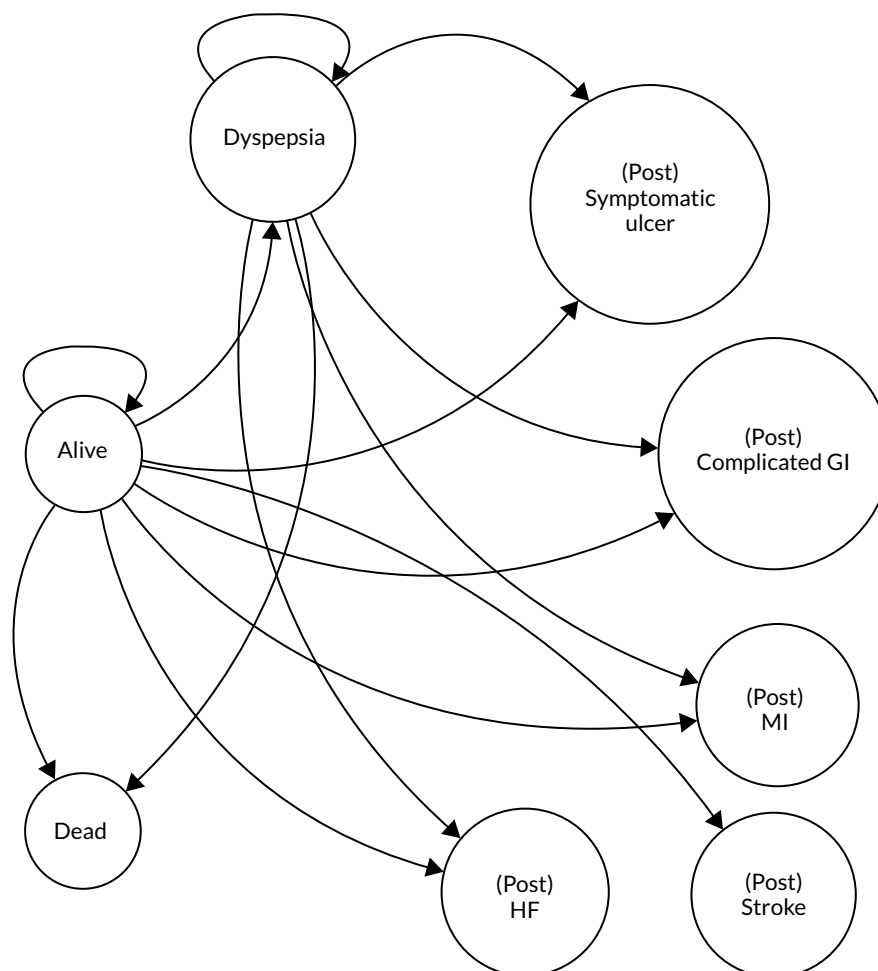 Dyspepsia
(Post)
Symptomatic
ulcer
Alive
(Post)
Complicated GI
(Post)
MI
Dead
(Post)
HF
(Post)
Stroke